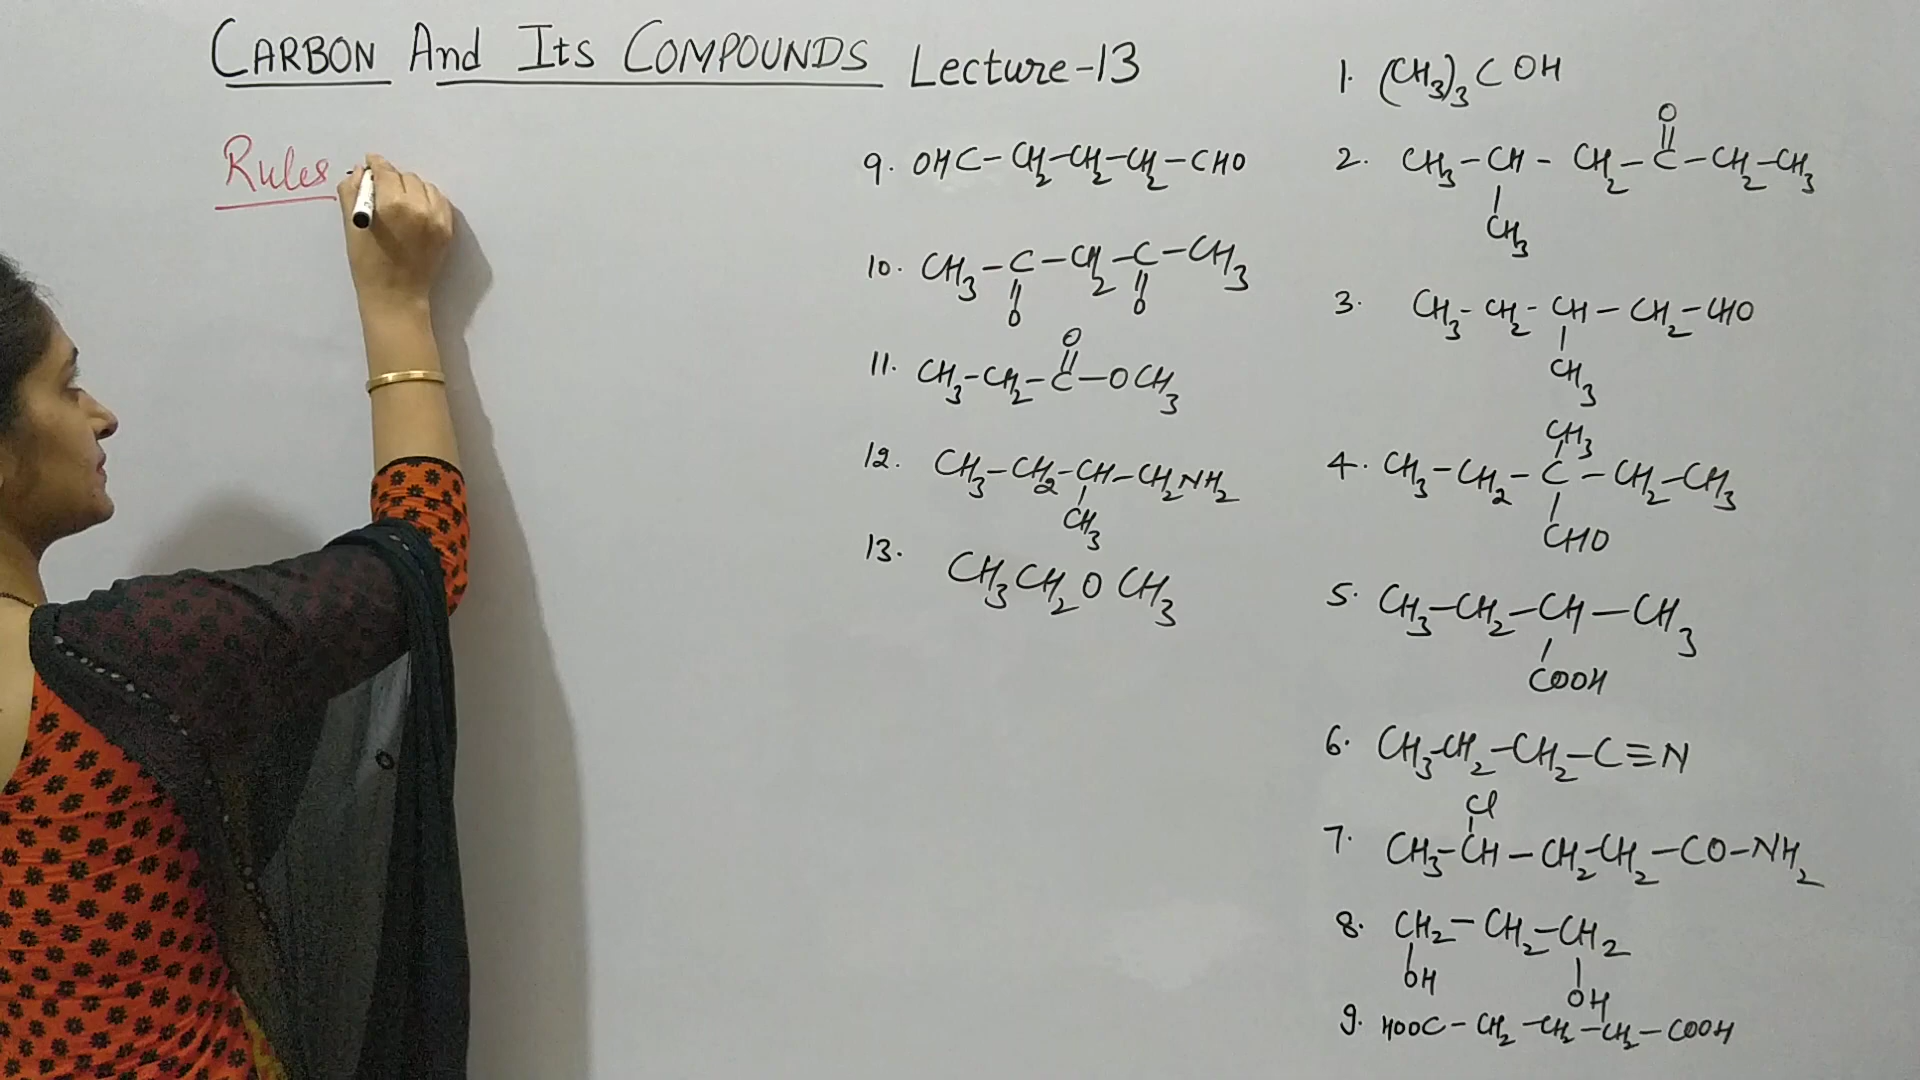 CARBON And Its COMPOUNDS Lecture-13
Rules -
9. OHC-CH2-CH2-CH2-CHO
10. CH3-C-CH2-C-CH3
O O
O
11. CH3-CH2-C-OCH3
12. CH3-CH2-CH-CH2NH2
CH3
13. CH3CH2OCH3
1. (CH3)3COH
O
2. CH3-CH-CH2-C-CH2-CH3
CH3
3. CH3-CH2-CH-CH2-CHO
CH3
CH3
4. CH3-CH2-C-CH2-CH3
CHO
5. CH3-CH2-CH-CH3
COOH
6. CH3-CH2-CH2-C≡N
Cl
7. CH3-CH-CH2-CH2-CO-NH2
8. CH2-CH2-CH2
OH OH
9. HOOC-CH2-CH2-CH2-COOH